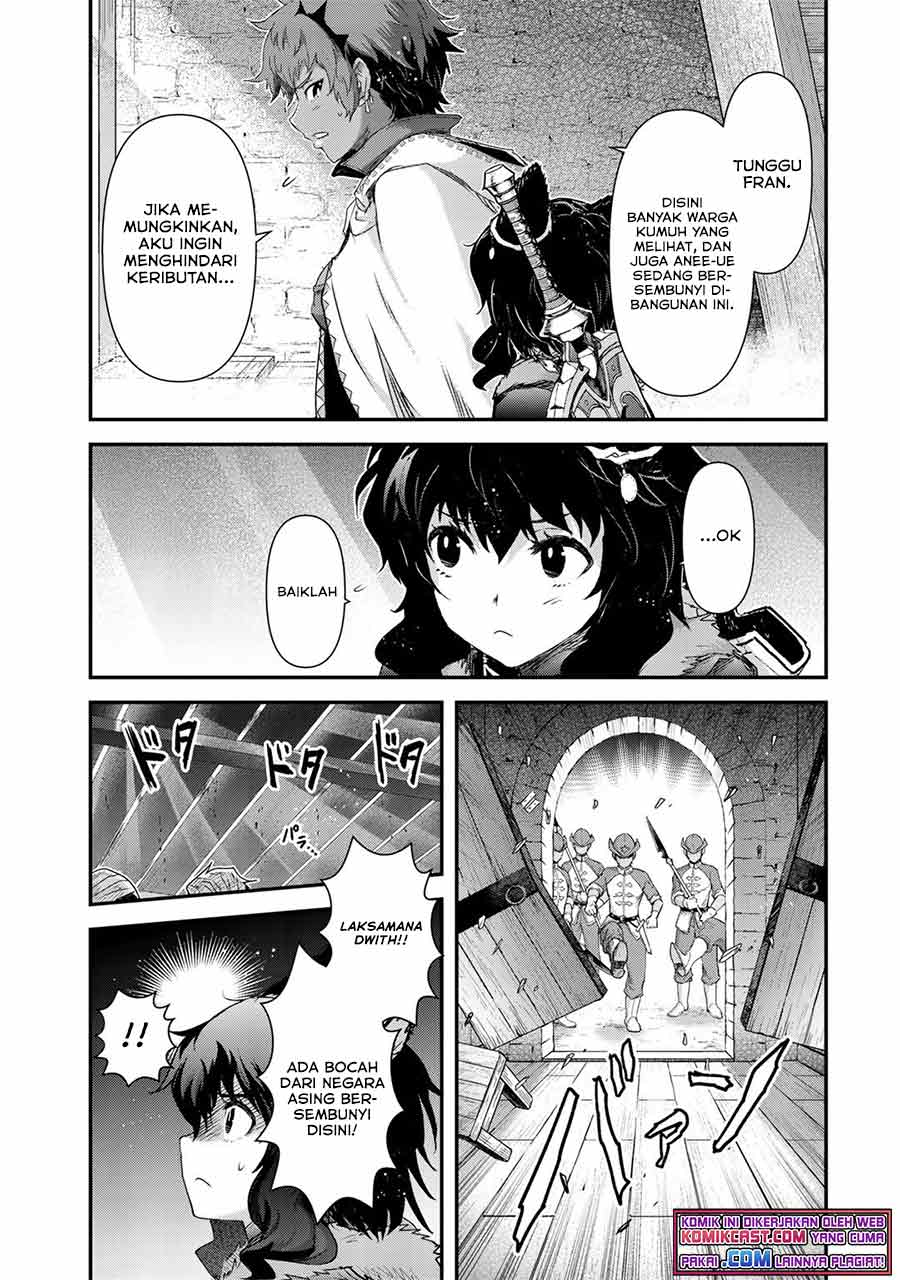 TUNGGU
FRAN.
DISINI
BANYAK WARGA
KUMUH YANG
MELIHAT, DAN
JUGA ANEE-UE
SEDANG BER-
SEMBUNYI DI-
BANGUNAN INI.
JIKA ME-
MUNGKINKAN,
AKU INGIN
MENGHINDARI
KERIBUTAN...
...OK
BAIKLAH
バァン
ドタ
ドタ
ドタ
パラ...
LAKSAMANA
DWITH!!
ADA BOCAH
DARI NEGARA
ASING BER-
SEMBUNYI
DISINI!
!!
KOMIK INI DIKERJAKAN OLEH WEB
KOMIKCAST.COM YANG CUMA
PAKAI .COM LAINNYA PLAGIAT!